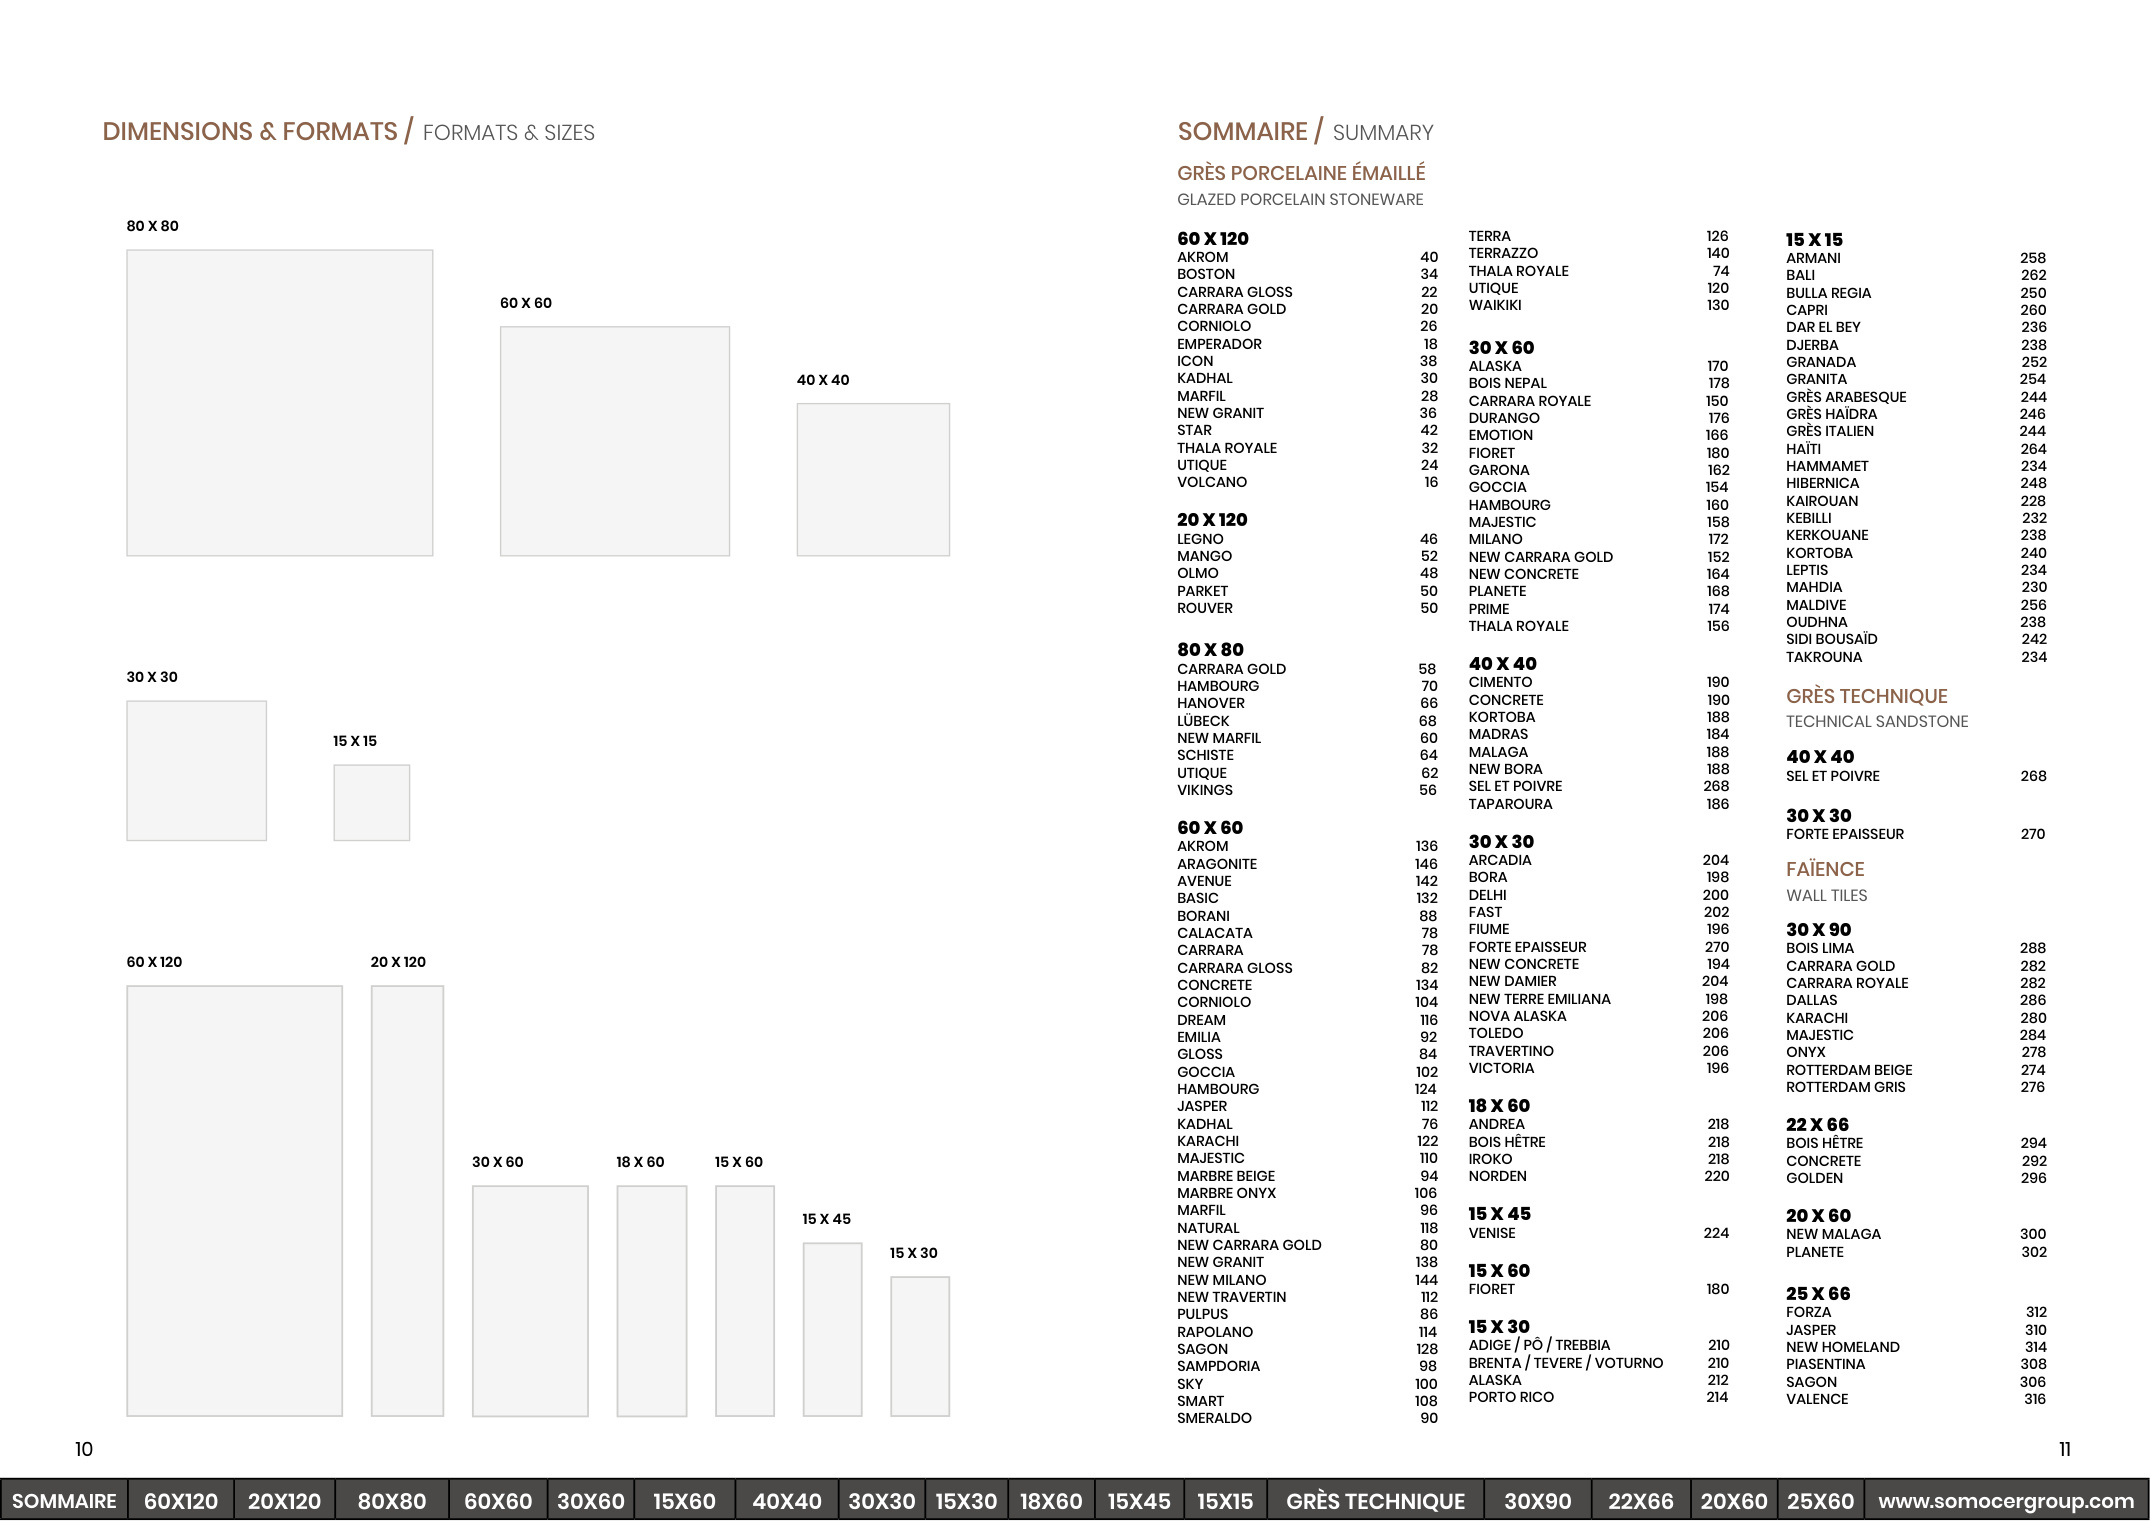 DIMENSIONS & FORMATS / FORMATS & SIZES
80 X 80
60 X 60
40 X 40
30 X 30
15 X 15
60 X 120
20 X 120
30 X 60
18 X 60
15 X 60
15 X 45
15 X 30
10
SOMMAIRE / SUMMARY
GRÈS PORCELAINE ÉMAILLÉ
GLAZED PORCELAIN STONEWARE
60 X 120
AKROM 40
BOSTON 34
CARRARA GLOSS 22
CARRARA GOLD 20
CORNIOLO 26
EMPERADOR 18
ICON 38
KADHAL 30
MARFIL 28
NEW GRANIT 36
STAR 42
THALA ROYALE 32
UTIQUE 24
VOLCANO 16
20 X 120
LEGNO 46
MANGO 52
OLMO 48
PARKET 50
ROUVER 50
80 X 80
CARRARA GOLD 58
HAMBOURG 70
HANOVER 66
LÜBECK 68
NEW MARFIL 60
SCHISTE 64
UTIQUE 62
VIKINGS 56
60 X 60
AKROM 136
ARAGONITE 146
AVENUE 142
BASIC 132
BORANI 88
CALACATA 78
CARRARA 78
CARRARA GLOSS 82
CONCRETE 134
CORNIOLO 104
DREAM 116
EMILIA 92
GLOSS 84
GOCCIA 102
HAMBOURG 124
JASPER 112
KADHAL 76
KARACHI 122
MAJESTIC 110
MARBRE BEIGE 94
MARBRE ONYX 106
MARFIL 96
NATURAL 118
NEW CARRARA GOLD 80
NEW GRANIT 138
NEW MILANO 144
NEW TRAVERTIN 112
PULPUS 86
RAPOLANO 114
SAGON 128
SAMPDORIA 98
SKY 100
SMART 108
SMERALDO 90
TERRA 126
TERRAZZO 140
THALA ROYALE 74
UTIQUE 120
WAIKIKI 130
30 X 60
ALASKA 170
BOIS NEPAL 178
CARRARA ROYALE 150
DURANGO 176
EMOTION 166
FIORET 180
GARONA 162
GOCCIA 154
HAMBOURG 160
MAJESTIC 158
MILANO 172
NEW CARRARA GOLD 152
NEW CONCRETE 164
PLANETE 168
PRIME 174
THALA ROYALE 156
40 X 40
CIMENTO 190
CONCRETE 190
KORTOBA 188
MADRAS 184
MALAGA 188
NEW BORA 188
SEL ET POIVRE 268
TAPAROURA 186
30 X 30
ARCADIA 204
BORA 198
DELHI 200
FAST 202
FIUME 196
FORTE EPAISSEUR 270
NEW CONCRETE 194
NEW DAMIER 204
NEW TERRE EMILIANA 198
NOVA ALASKA 206
TOLEDO 206
TRAVERTINO 206
VICTORIA 196
18 X 60
ANDREA 218
BOIS HÊTRE 218
IROKO 218
NORDEN 220
15 X 45
VENISE 224
15 X 60
FIORET 180
15 X 30
ADIGE / PÔ / TREBBIA 210
BRENTA / TEVERE / VOTURNO 210
ALASKA 212
PORTO RICO 214
15 X 15
ARMANI 258
BALI 262
BULLA REGIA 250
CAPRI 260
DAR EL BEY 236
DJERBA 238
GRANADA 252
GRANITA 254
GRÈS ARABESQUE 244
GRÈS HAÏDRA 246
GRÈS ITALIEN 244
HAÏTI 264
HAMMAMET 234
HIBERNICA 248
KAIROUAN 228
KEBILLI 232
KERKOUANE 238
KORTOBA 240
LEPTIS 234
MAHDIA 230
MALDIVE 256
OUDHNA 238
SIDI BOUSAÏD 242
TAKROUNA 234
GRÈS TECHNIQUE
TECHNICAL SANDSTONE
40 X 40
SEL ET POIVRE 268
30 X 30
FORTE EPAISSEUR 270
FAÏENCE
WALL TILES
30 X 90
BOIS LIMA 288
CARRARA GOLD 282
CARRARA ROYALE 282
DALLAS 286
KARACHI 280
MAJESTIC 284
ONYX 278
ROTTERDAM BEIGE 274
ROTTERDAM GRIS 276
22 X 66
BOIS HÊTRE 294
CONCRETE 292
GOLDEN 296
20 X 60
NEW MALAGA 300
PLANETE 302
25 X 66
FORZA 312
JASPER 310
NEW HOMELAND 314
PIASENTINA 308
SAGON 306
VALENCE 316
11
SOMMAIRE 60X120 20X120 80X80 60X60 30X60 15X60 40X40 30X30 15X30 18X60 15X45 15X15 GRÈS TECHNIQUE 30X90 22X66 20X60 25X60 www.somocergroup.com